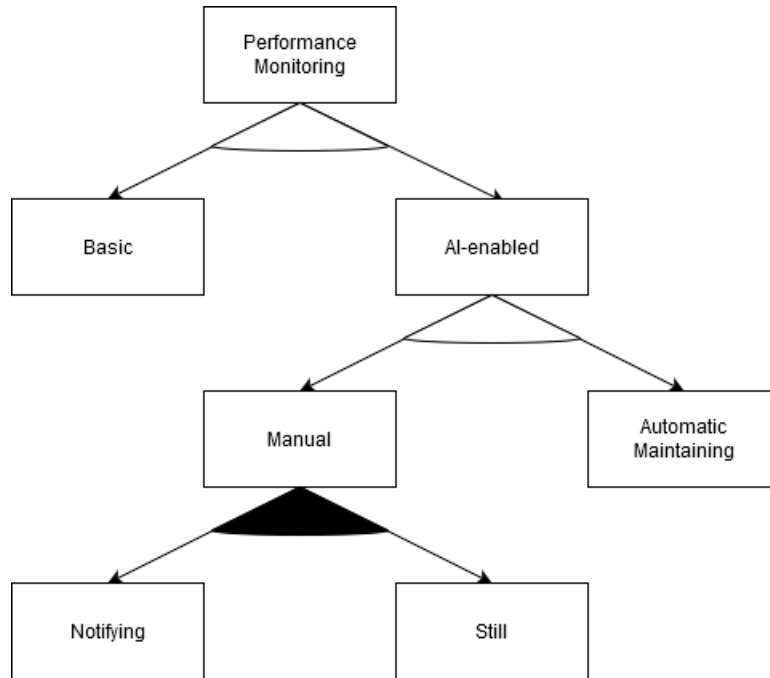 Performance
Monitoring
Basic
AI-enabled
Manual
Automatic
Maintaining
Notifying
Still